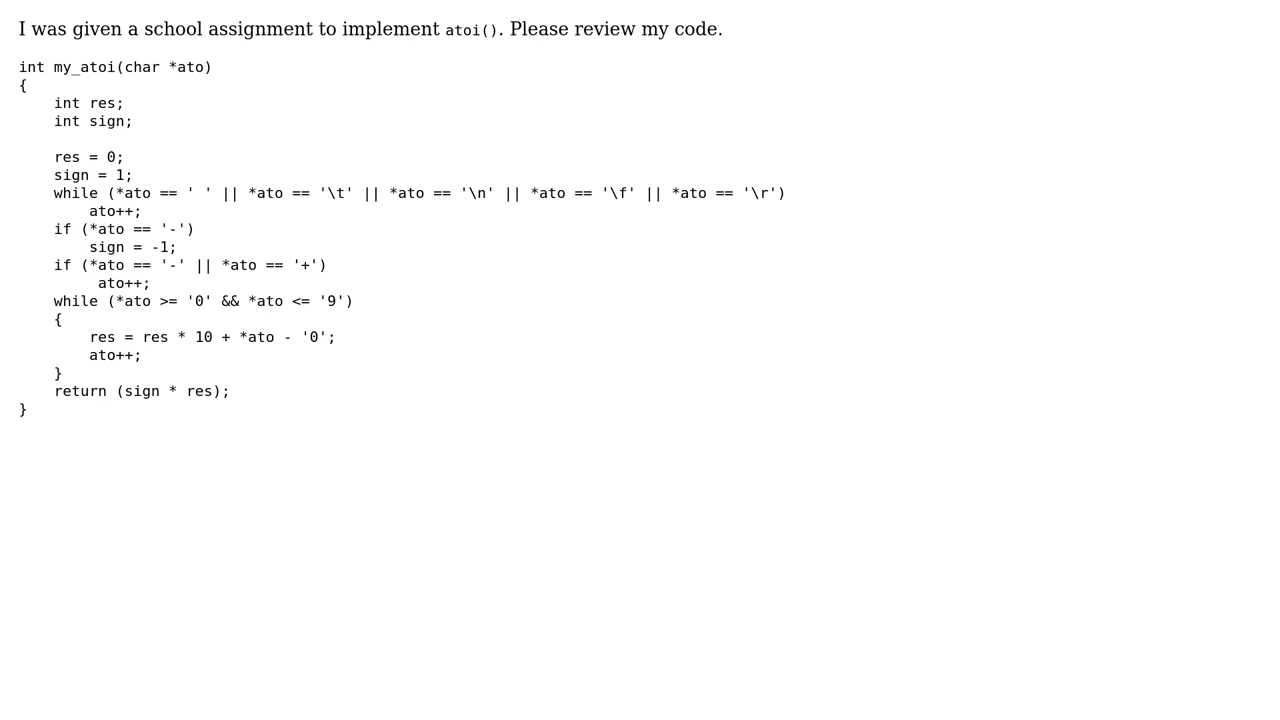 I was given a school assignment to implement atoi(). Please review my code.
int my_atoi(char *ato)
{
    int res;
    int sign;

    res = 0;
    sign = 1;
    while (*ato == ' ' || *ato == '\t' || *ato == '\n' || *ato == '\f' || *ato == '\r')
        ato++;
    if (*ato == '-')
        sign = -1;
    if (*ato == '-' || *ato == '+')
         ato++;
    while (*ato >= '0' && *ato <= '9')
    {
        res = res * 10 + *ato - '0';
        ato++;
    }
    return (sign * res);
}